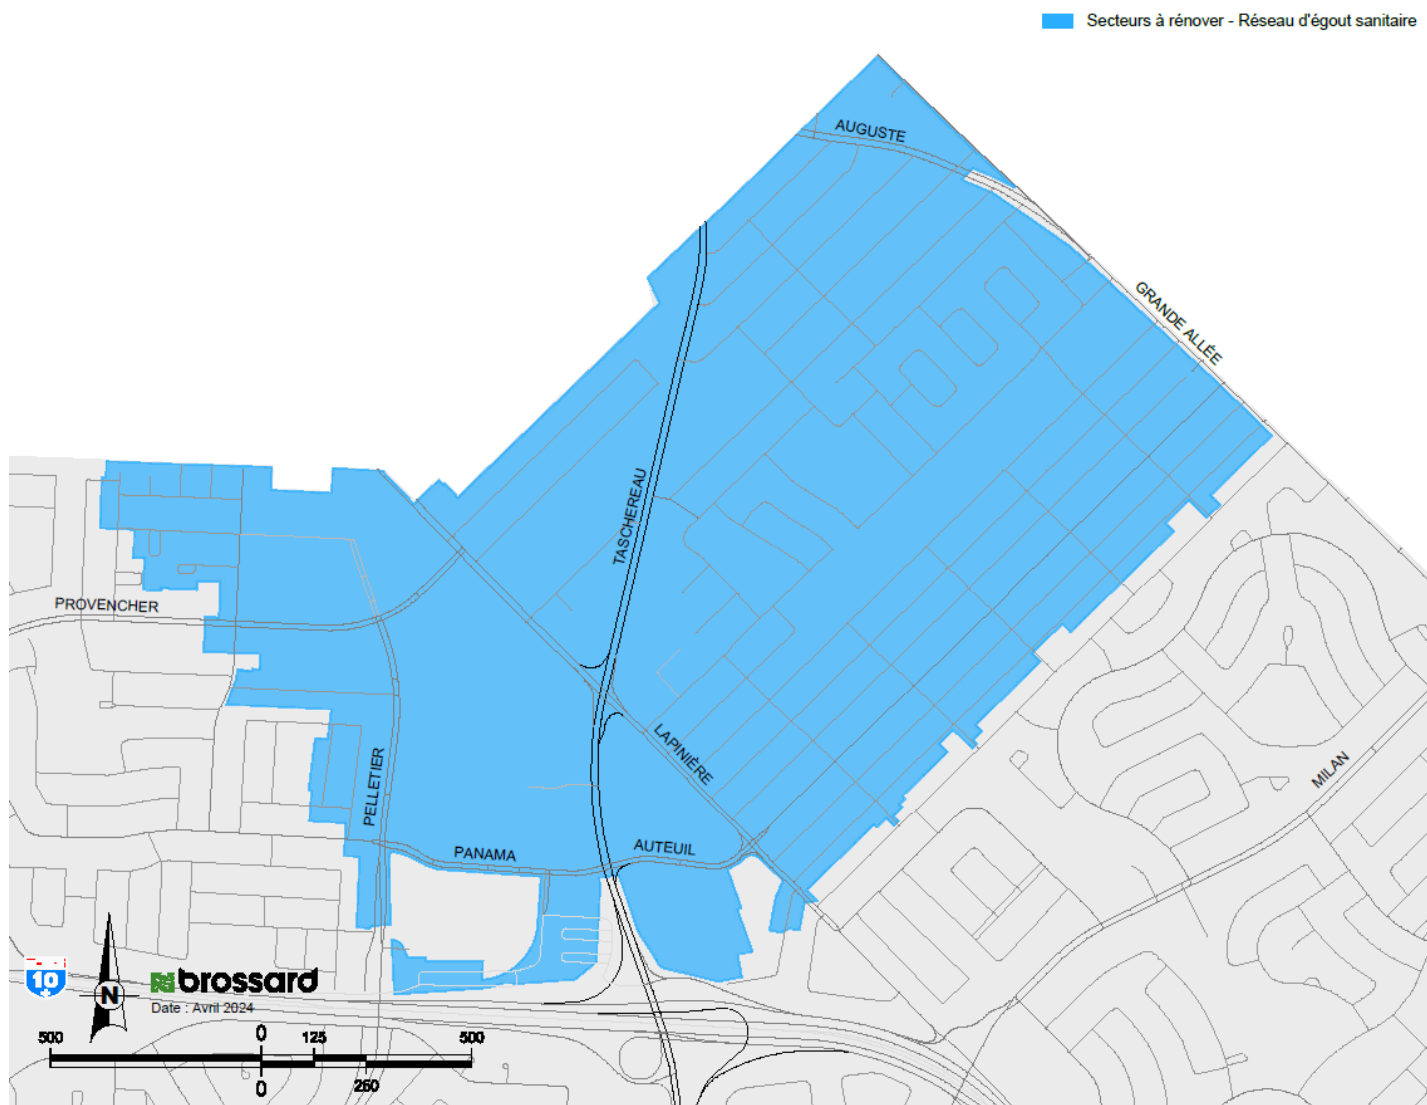 Secteurs à rénover - Réseau d'égout sanitaire
AUGUSTE
GRANDE ALLÉE
TASCHEREAU
PROVENCHER
LAPINIÈRE
MILAN
PELLETIER
PANAMA
AUTEUIL
10
brossard
N
Date : Avril 2024
500 0 125 500
0 250